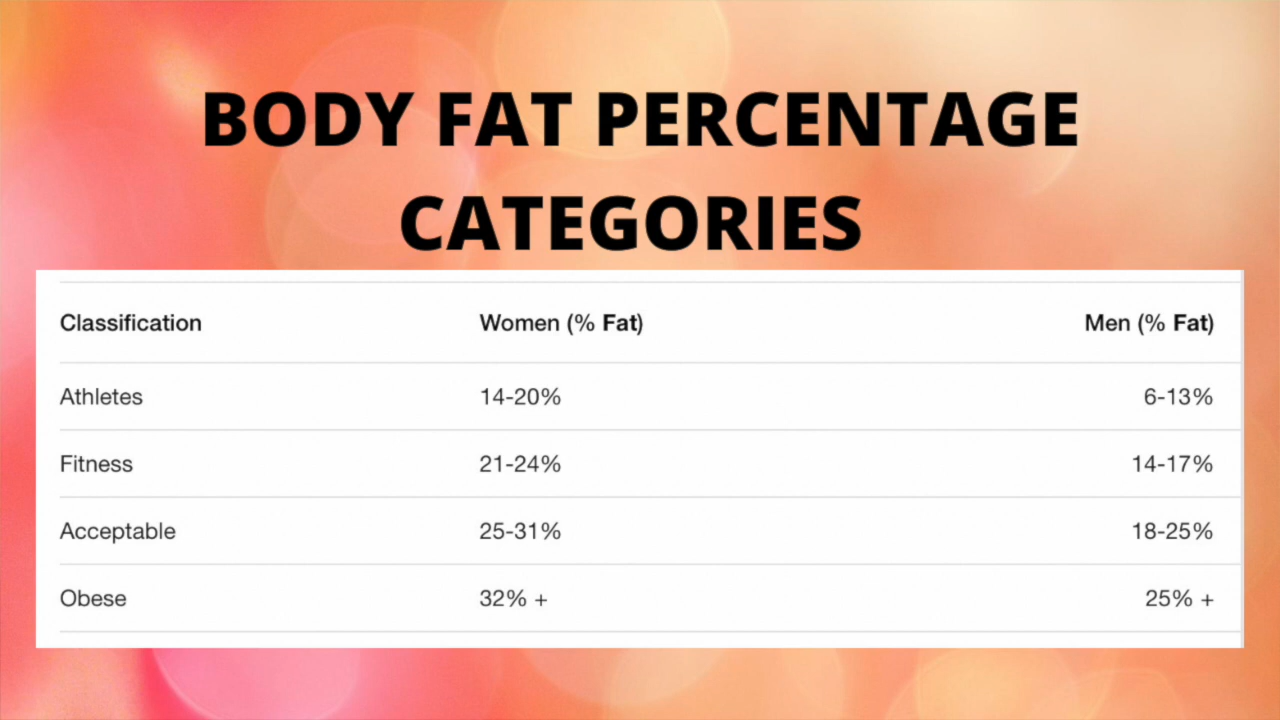 BODY FAT PERCENTAGE
CATEGORIES
Classification Women (% Fat) Men (% Fat)
Athletes 14-20% 6-13%
Fitness 21-24% 14-17%
Acceptable 25-31% 18-25%
Obese 32% + 25% +